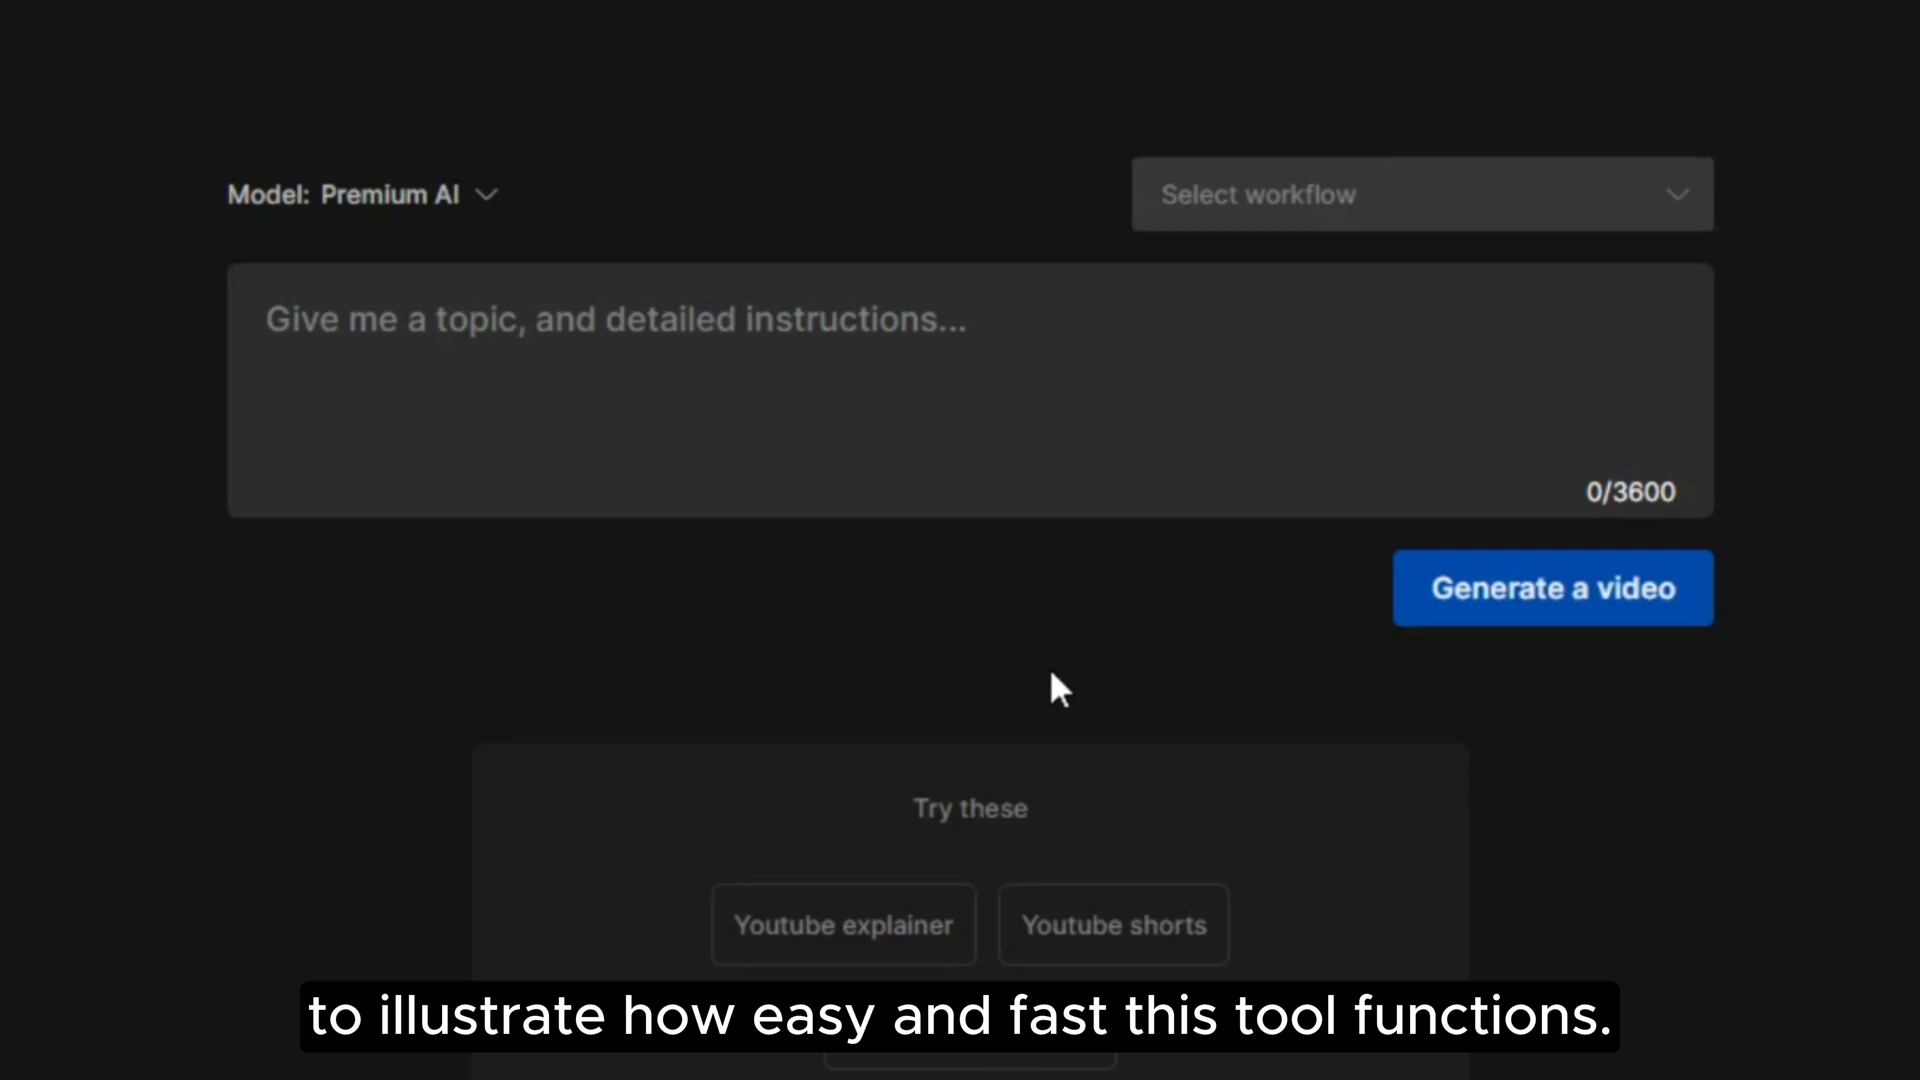 Model: Premium AI
Select workflow
Give me a topic, and detailed instructions...
0/3600
Generate a video
Try these
Youtube explainer
Youtube shorts
to illustrate how easy and fast this tool functions.